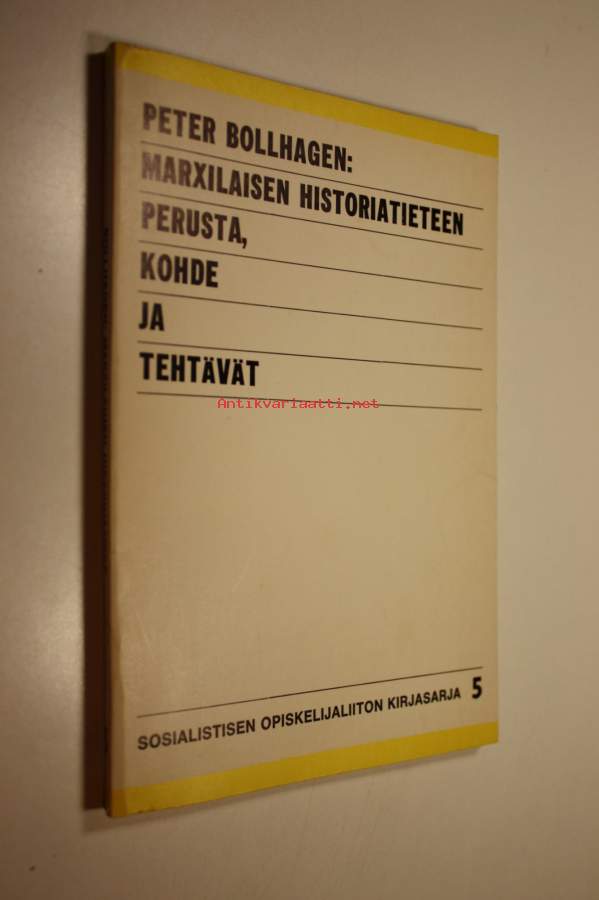 PETER BOLLHAGEN:
MARXILAISEN HISTORIATIETEEN
PERUSTA,
KOHDE
JA
TEHTÄVÄT
Antikvariaatti.net
SOSIALISTISEN OPISKELIJALIITON KIRJASARJA 5